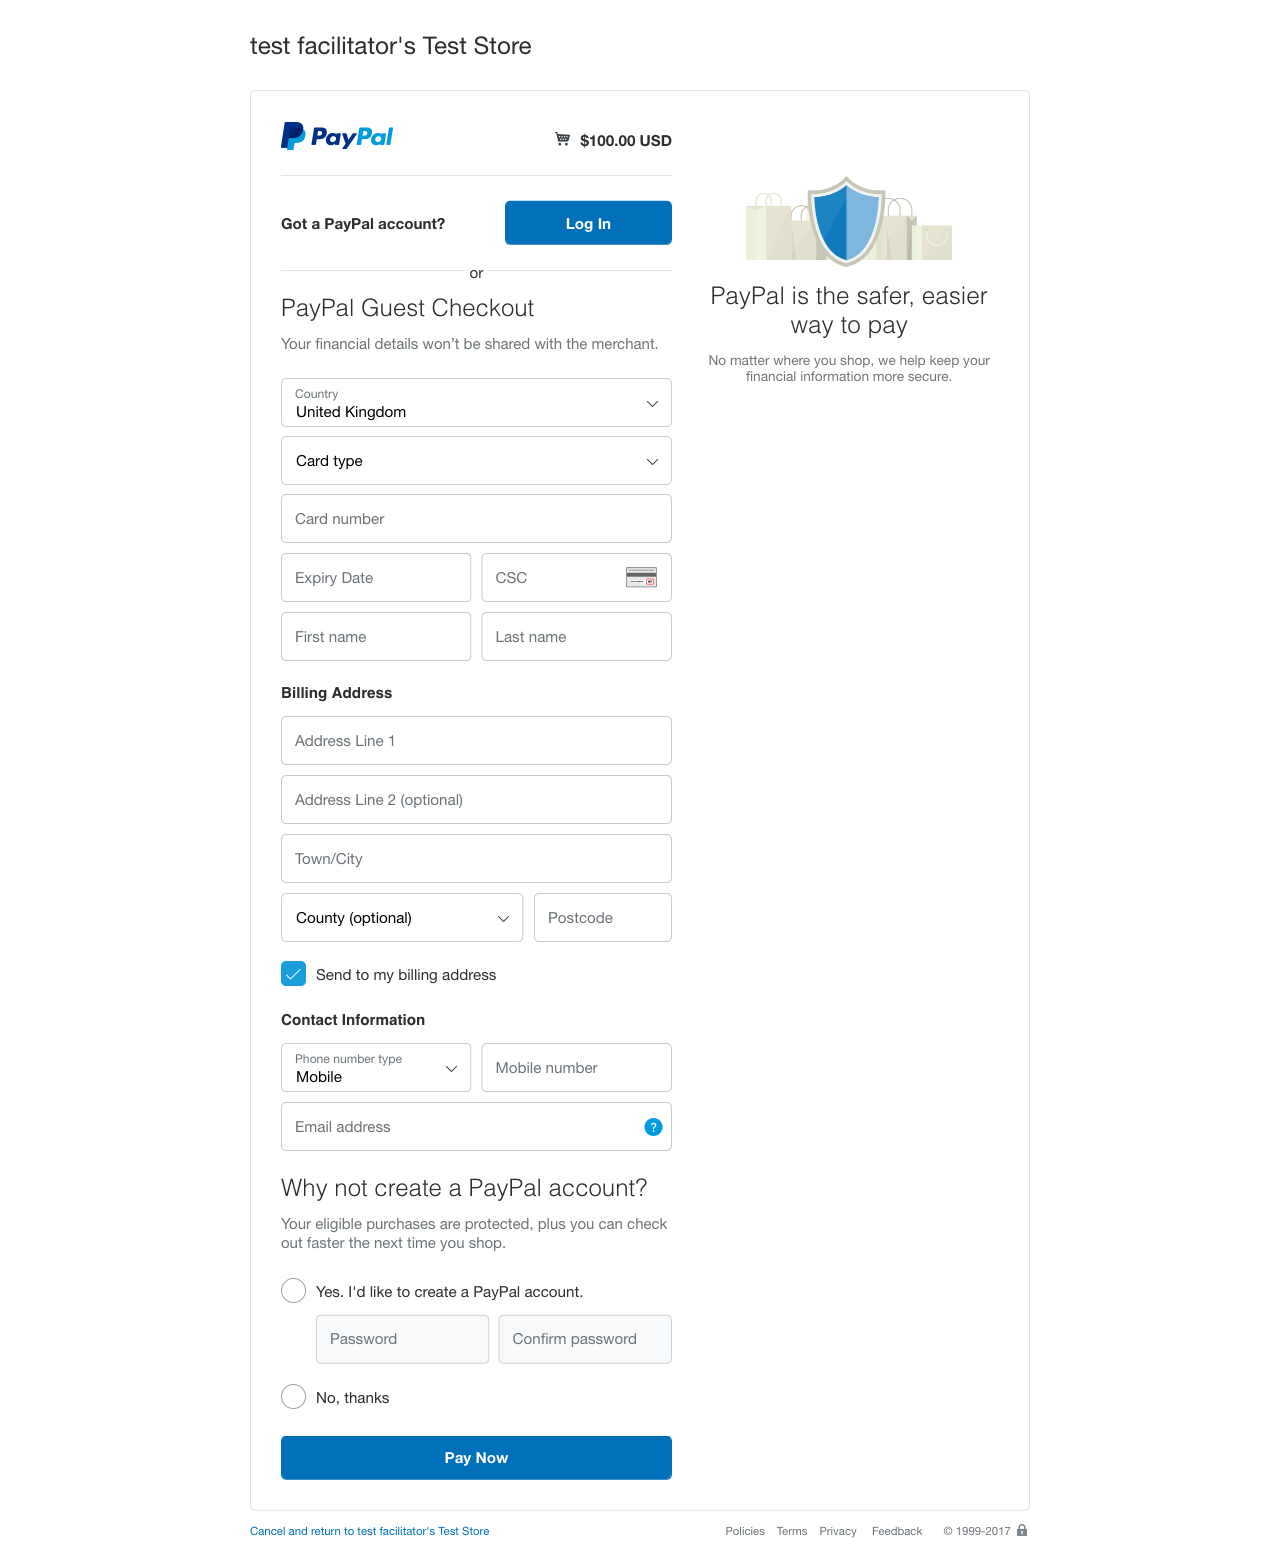 test facilitator's Test Store
PayPal
$100.00 USD
Got a PayPal account?
Log In
or
PayPal Guest Checkout
Your financial details won’t be shared with the merchant.
Country
United Kingdom
Card type
Card number
Expiry Date
CSC
First name
Last name
Billing Address
Address Line 1
Address Line 2 (optional)
Town/City
County (optional)
Postcode
Send to my billing address
Contact Information
Phone number type
Mobile
Mobile number
Email address
?
Why not create a PayPal account?
Your eligible purchases are protected, plus you can check
out faster the next time you shop.
Yes. I'd like to create a PayPal account.
Password
Confirm password
No, thanks
Pay Now
PayPal is the safer, easier
way to pay
No matter where you shop, we help keep your
financial information more secure.
Cancel and return to test facilitator's Test Store
Policies
Terms
Privacy
Feedback
© 1999-2017